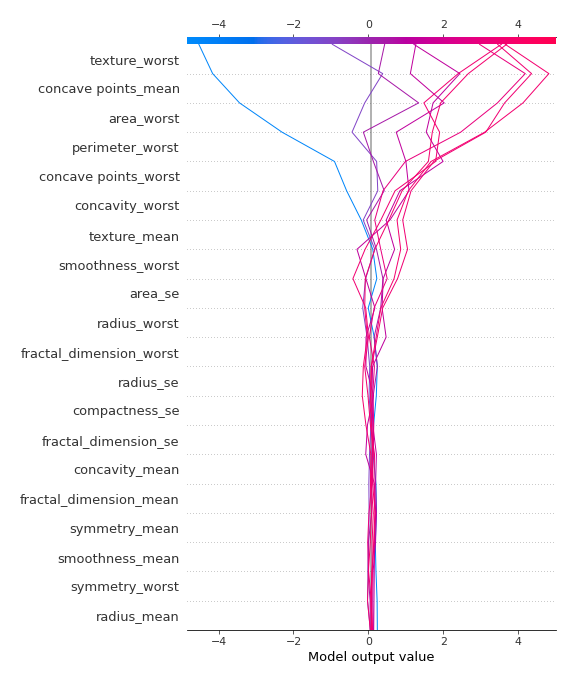 −4 −2 0 2 4
texture_worst
concave points_mean
area_worst
perimeter_worst
concave points_worst
concavity_worst
texture_mean
smoothness_worst
area_se
radius_worst
fractal_dimension_worst
radius_se
compactness_se
fractal_dimension_se
concavity_mean
fractal_dimension_mean
symmetry_mean
smoothness_mean
symmetry_worst
radius_mean
−4 −2 0 2 4
Model output value